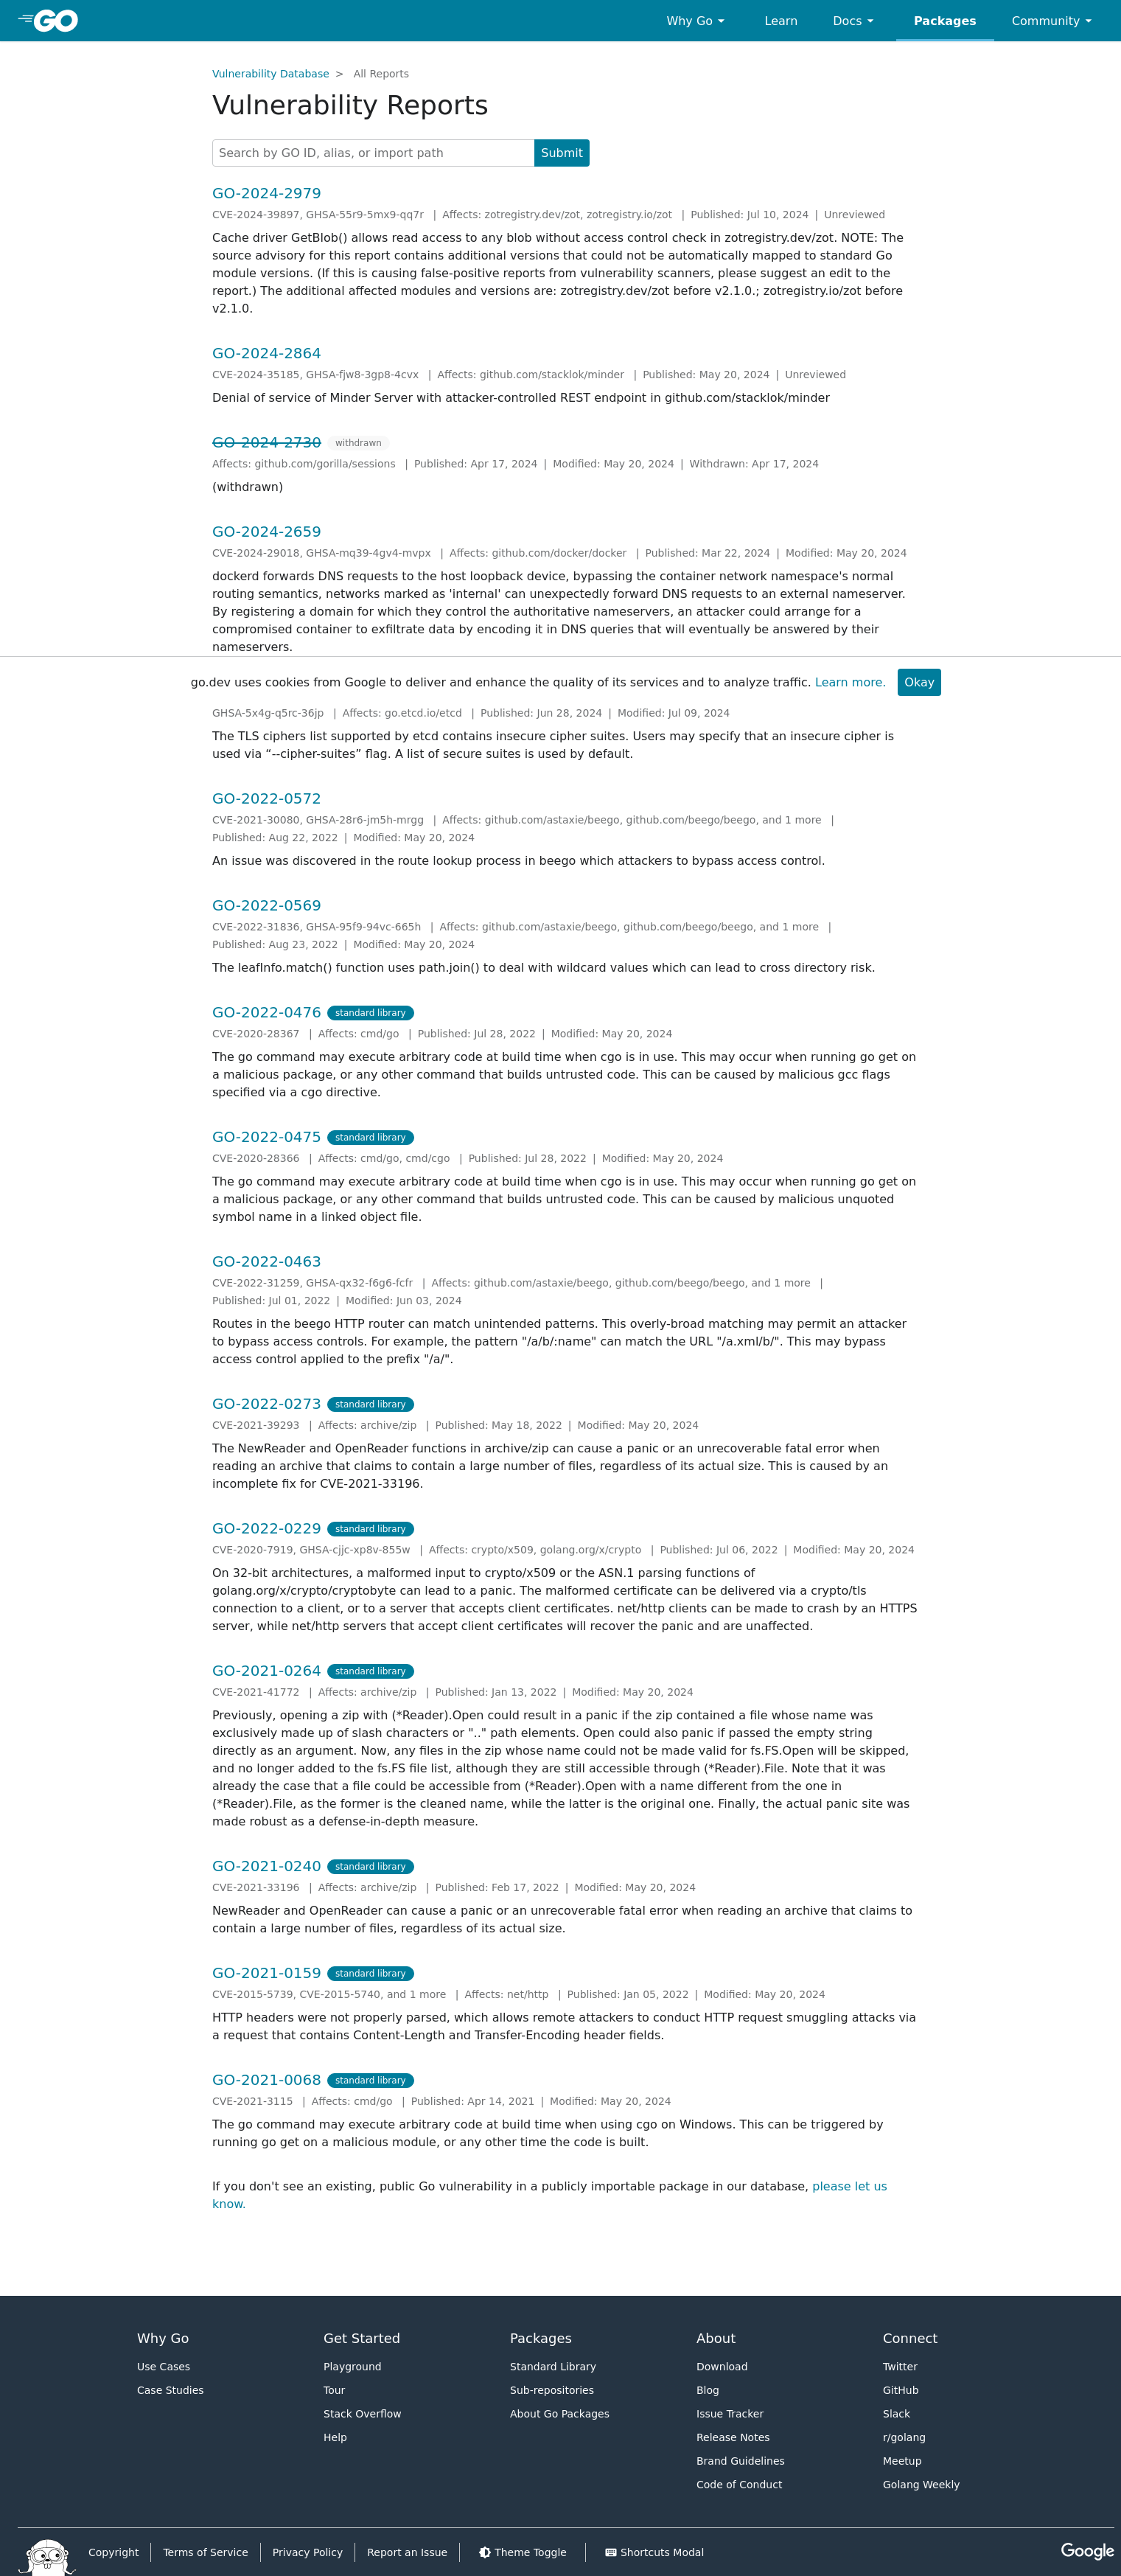 GO
Why Go
Learn
Docs
Packages
Community
Vulnerability Database > All Reports
Vulnerability Reports
Search by GO ID, alias, or import path
Submit
GO-2024-2979
CVE-2024-39897, GHSA-55r9-5mx9-qq7r | Affects: zotregistry.dev/zot, zotregistry.io/zot | Published: Jul 10, 2024 | Unreviewed
Cache driver GetBlob() allows read access to any blob without access control check in zotregistry.dev/zot. NOTE: The
source advisory for this report contains additional versions that could not be automatically mapped to standard Go
module versions. (If this is causing false-positive reports from vulnerability scanners, please suggest an edit to the
report.) The additional affected modules and versions are: zotregistry.dev/zot before v2.1.0.; zotregistry.io/zot before
v2.1.0.
GO-2024-2864
CVE-2024-35185, GHSA-fjw8-3gp8-4cvx | Affects: github.com/stacklok/minder | Published: May 20, 2024 | Unreviewed
Denial of service of Minder Server with attacker-controlled REST endpoint in github.com/stacklok/minder
GO-2024-2730 withdrawn
Affects: github.com/gorilla/sessions | Published: Apr 17, 2024 | Modified: May 20, 2024 | Withdrawn: Apr 17, 2024
(withdrawn)
GO-2024-2659
CVE-2024-29018, GHSA-mq39-4gv4-mvpx | Affects: github.com/docker/docker | Published: Mar 22, 2024 | Modified: May 20, 2024
dockerd forwards DNS requests to the host loopback device, bypassing the container network namespace's normal
routing semantics, networks marked as 'internal' can unexpectedly forward DNS requests to an external nameserver.
By registering a domain for which they control the authoritative nameservers, an attacker could arrange for a
compromised container to exfiltrate data by encoding it in DNS queries that will eventually be answered by their
nameservers.
go.dev uses cookies from Google to deliver and enhance the quality of its services and to analyze traffic. Learn more. Okay
GHSA-5x4g-q5rc-36jp | Affects: go.etcd.io/etcd | Published: Jun 28, 2024 | Modified: Jul 09, 2024
The TLS ciphers list supported by etcd contains insecure cipher suites. Users may specify that an insecure cipher is
used via “--cipher-suites” flag. A list of secure suites is used by default.
GO-2022-0572
CVE-2021-30080, GHSA-28r6-jm5h-mrgg | Affects: github.com/astaxie/beego, github.com/beego/beego, and 1 more |
Published: Aug 22, 2022 | Modified: May 20, 2024
An issue was discovered in the route lookup process in beego which attackers to bypass access control.
GO-2022-0569
CVE-2022-31836, GHSA-95f9-94vc-665h | Affects: github.com/astaxie/beego, github.com/beego/beego, and 1 more |
Published: Aug 23, 2022 | Modified: May 20, 2024
The leafInfo.match() function uses path.join() to deal with wildcard values which can lead to cross directory risk.
GO-2022-0476 standard library
CVE-2020-28367 | Affects: cmd/go | Published: Jul 28, 2022 | Modified: May 20, 2024
The go command may execute arbitrary code at build time when cgo is in use. This may occur when running go get on
a malicious package, or any other command that builds untrusted code. This can be caused by malicious gcc flags
specified via a cgo directive.
GO-2022-0475 standard library
CVE-2020-28366 | Affects: cmd/go, cmd/cgo | Published: Jul 28, 2022 | Modified: May 20, 2024
The go command may execute arbitrary code at build time when cgo is in use. This may occur when running go get on
a malicious package, or any other command that builds untrusted code. This can be caused by malicious unquoted
symbol name in a linked object file.
GO-2022-0463
CVE-2022-31259, GHSA-qx32-f6g6-fcfr | Affects: github.com/astaxie/beego, github.com/beego/beego, and 1 more |
Published: Jul 01, 2022 | Modified: Jun 03, 2024
Routes in the beego HTTP router can match unintended patterns. This overly-broad matching may permit an attacker
to bypass access controls. For example, the pattern "/a/b/:name" can match the URL "/a.xml/b/". This may bypass
access control applied to the prefix "/a/".
GO-2022-0273 standard library
CVE-2021-39293 | Affects: archive/zip | Published: May 18, 2022 | Modified: May 20, 2024
The NewReader and OpenReader functions in archive/zip can cause a panic or an unrecoverable fatal error when
reading an archive that claims to contain a large number of files, regardless of its actual size. This is caused by an
incomplete fix for CVE-2021-33196.
GO-2022-0229 standard library
CVE-2020-7919, GHSA-cjjc-xp8v-855w | Affects: crypto/x509, golang.org/x/crypto | Published: Jul 06, 2022 | Modified: May 20, 2024
On 32-bit architectures, a malformed input to crypto/x509 or the ASN.1 parsing functions of
golang.org/x/crypto/cryptobyte can lead to a panic. The malformed certificate can be delivered via a crypto/tls
connection to a client, or to a server that accepts client certificates. net/http clients can be made to crash by an HTTPS
server, while net/http servers that accept client certificates will recover the panic and are unaffected.
GO-2021-0264 standard library
CVE-2021-41772 | Affects: archive/zip | Published: Jan 13, 2022 | Modified: May 20, 2024
Previously, opening a zip with (*Reader).Open could result in a panic if the zip contained a file whose name was
exclusively made up of slash characters or ".." path elements. Open could also panic if passed the empty string
directly as an argument. Now, any files in the zip whose name could not be made valid for fs.FS.Open will be skipped,
and no longer added to the fs.FS file list, although they are still accessible through (*Reader).File. Note that it was
already the case that a file could be accessible from (*Reader).Open with a name different from the one in
(*Reader).File, as the former is the cleaned name, while the latter is the original one. Finally, the actual panic site was
made robust as a defense-in-depth measure.
GO-2021-0240 standard library
CVE-2021-33196 | Affects: archive/zip | Published: Feb 17, 2022 | Modified: May 20, 2024
NewReader and OpenReader can cause a panic or an unrecoverable fatal error when reading an archive that claims to
contain a large number of files, regardless of its actual size.
GO-2021-0159 standard library
CVE-2015-5739, CVE-2015-5740, and 1 more | Affects: net/http | Published: Jan 05, 2022 | Modified: May 20, 2024
HTTP headers were not properly parsed, which allows remote attackers to conduct HTTP request smuggling attacks via
a request that contains Content-Length and Transfer-Encoding header fields.
GO-2021-0068 standard library
CVE-2021-3115 | Affects: cmd/go | Published: Apr 14, 2021 | Modified: May 20, 2024
The go command may execute arbitrary code at build time when using cgo on Windows. This can be triggered by
running go get on a malicious module, or any other time the code is built.
If you don't see an existing, public Go vulnerability in a publicly importable package in our database, please let us
know.
Why Go
Use Cases
Case Studies
Get Started
Playground
Tour
Stack Overflow
Help
Packages
Standard Library
Sub-repositories
About Go Packages
About
Download
Blog
Issue Tracker
Release Notes
Brand Guidelines
Code of Conduct
Connect
Twitter
GitHub
Slack
r/golang
Meetup
Golang Weekly
Copyright
Terms of Service
Privacy Policy
Report an Issue
Theme Toggle
Shortcuts Modal
Google